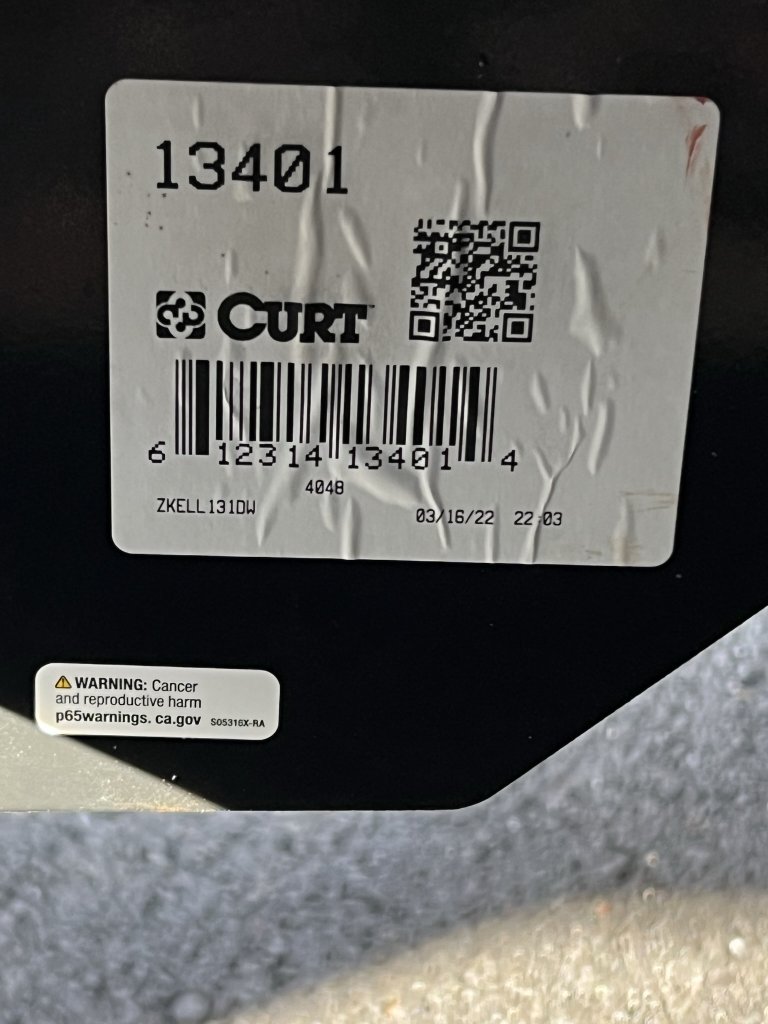 13401
CURT™
6 12314 13401 4
4048
ZKELL131DW 03/16/22 22:03
WARNING: Cancer
and reproductive harm
p65warnings.ca.gov S05316X-RA